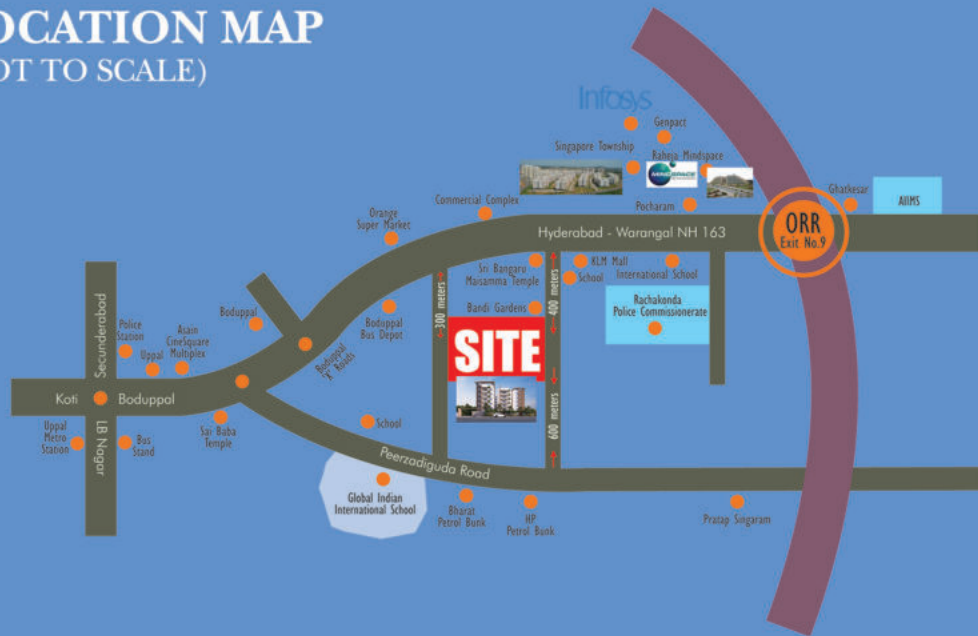 OCATION MAP
OT TO SCALE)
Infosys
Genpact
Singapore Township
Raheja Mindspace
MINDSPACE
Pocharam
Ghatkesar
AIIMS
Commercial Complex
Orange
Super Market
Hyderabad - Warangal NH 163
ORR
Exit No.9
Sri Bangaru
Maisamma Temple
KLM Mall
School
International School
Bandi Gardens
300 meters
400 meters
600 meters
Rachakonda
Police Commissionerate
SITE
Boduppal
Boduppal
Bus Depot
Boduppal
"X" Roads
Secunderabad
Police
Station
Uppal
Asain
CineSquare
Multiplex
Koti
Boduppal
LB Nagar
Uppal
Metro
Station
Bus
Stand
Sai Baba
Temple
School
Peerzadiguda Road
Global Indian
International School
Bharat
Petrol Bunk
HP
Petrol Bunk
Pratap Singaram